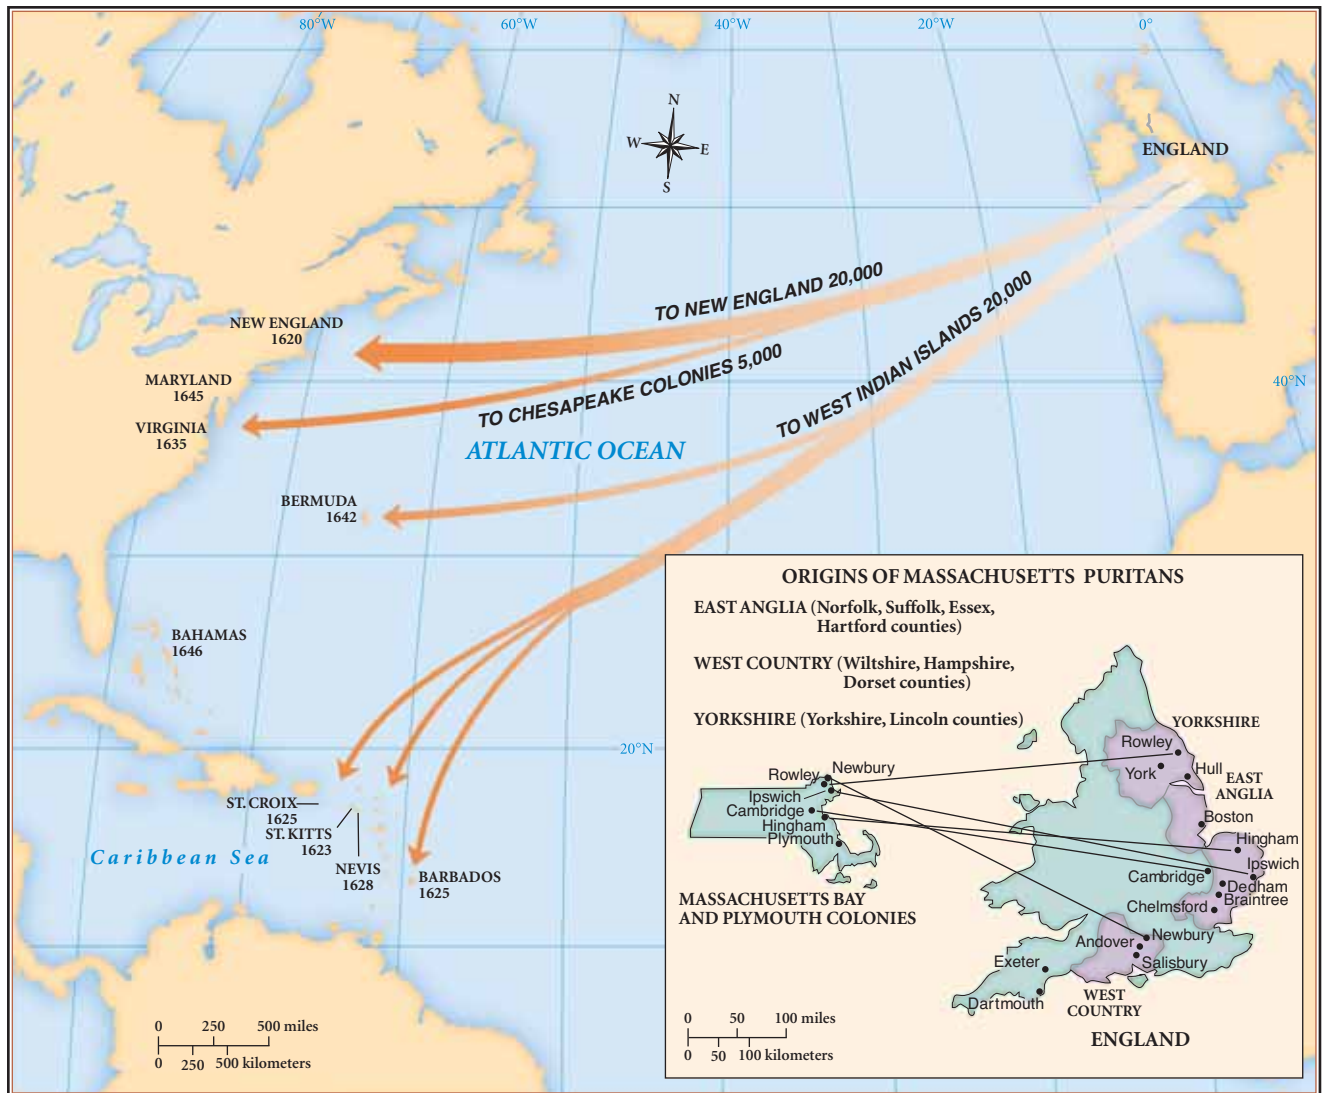 80°W
60°W
40°W
20°W
0°
N
W
E
S
ENGLAND
TO NEW ENGLAND 20,000
TO CHESAPEAKE COLONIES 5,000
TO WEST INDIAN ISLANDS 20,000
NEW ENGLAND
1620
MARYLAND
1645
VIRGINIA
1635
40°N
ATLANTIC OCEAN
BERMUDA
1642
BAHAMAS
1646
20°N
ST. CROIX
1625
ST. KITTS
1623
NEVIS
1628
BARBADOS
1625
Caribbean Sea
0 250 500 miles
0 250 500 kilometers
ORIGINS OF MASSACHUSETTS PURITANS
EAST ANGLIA (Norfolk, Suffolk, Essex,
Hartford counties)
WEST COUNTRY (Wiltshire, Hampshire,
Dorset counties)
YORKSHIRE (Yorkshire, Lincoln counties)
YORKSHIRE
Rowley
York
Hull
EAST
ANGLIA
Boston
Hingham
Ipswich
Cambridge
Dedham
Braintree
Chelmsford
Newbury
Andover
Salisbury
Exeter
Dartmouth
WEST
COUNTRY
ENGLAND
Newbury
Rowley
Ipswich
Cambridge
Hingham
Plymouth
MASSACHUSETTS BAY
AND PLYMOUTH COLONIES
0 50 100 miles
0 50 100 kilometers